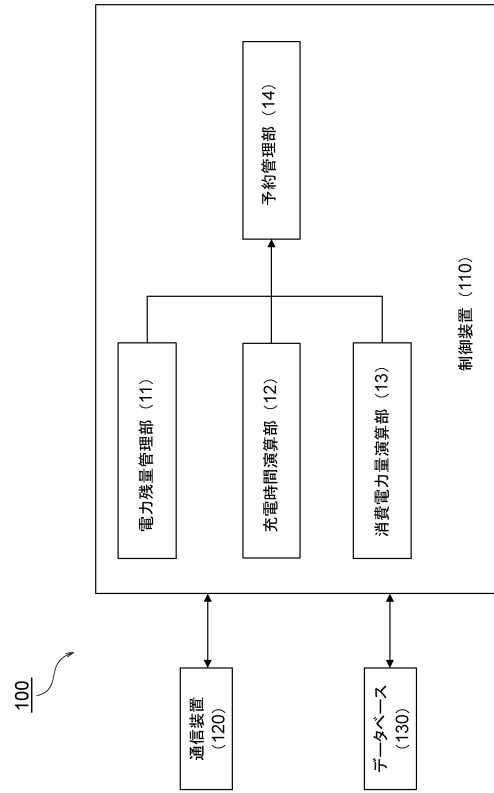 100
通信装置
(120)
データベース
(130)
電力残量管理部 (11)
充電時間演算部 (12)
消費電力量演算部 (13)
予約管理部 (14)
制御装置 (110)